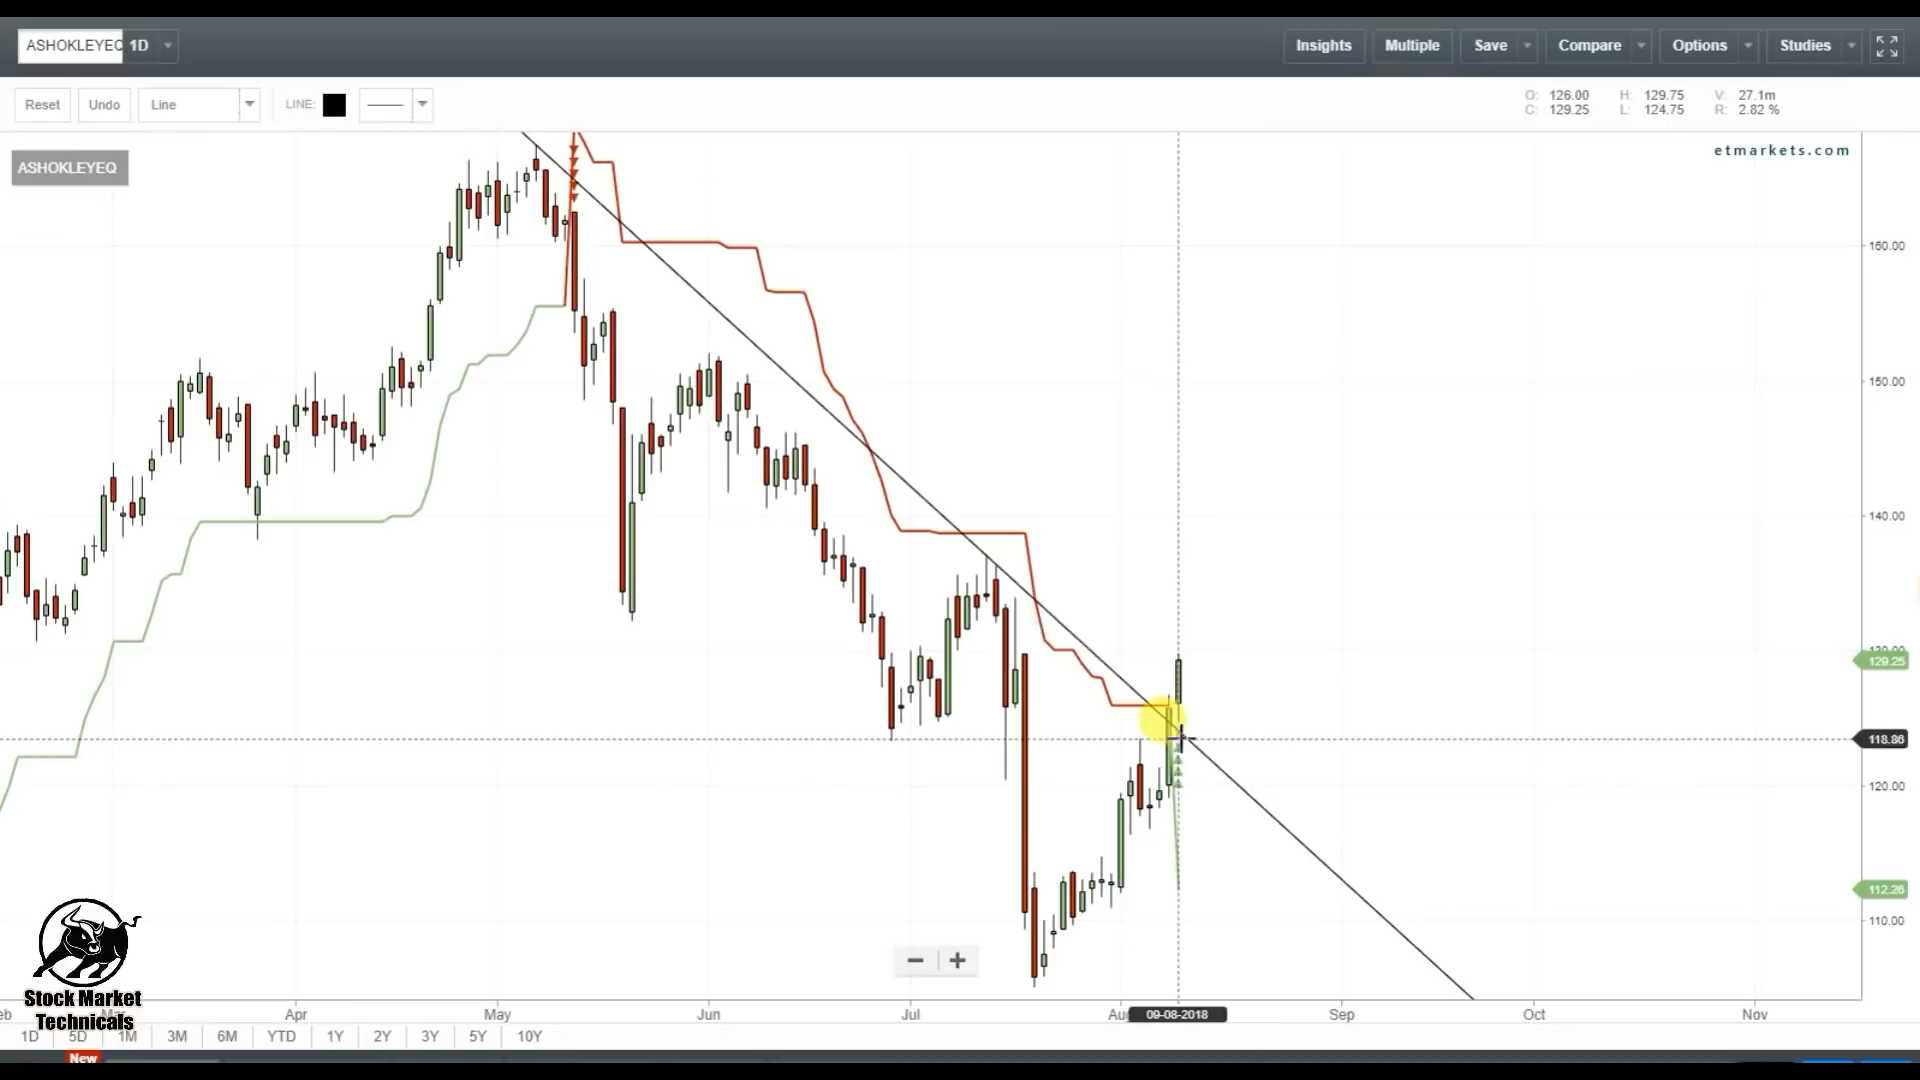 ASHOKLEYEQ 1D Insights Multiple Save Compare Options Studies
Reset Undo Line LINE: O: 126.00 H: 129.75 V: 27.1m
C: 129.25 L: 124.75 R: 2.82 %
etmarkets.com
ASHOKLEYEQ
160.00
150.00
140.00
129.25
118.86
120.00
112.26
110.00
Stock Market
Technicals
Apr May Jun Jul 09-08-2018 Sep Oct Nov
1D 5D 1M 3M 6M YTD 1Y 2Y 3Y 5Y 10Y
New